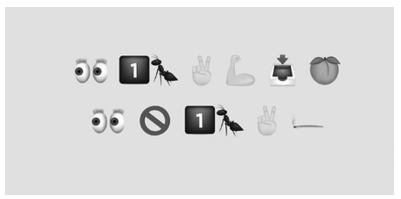 👀 1️⃣🐜 ✌️ 💪 📥 🍑
👀 🚫 1️⃣🐜 ✌️ 🚬